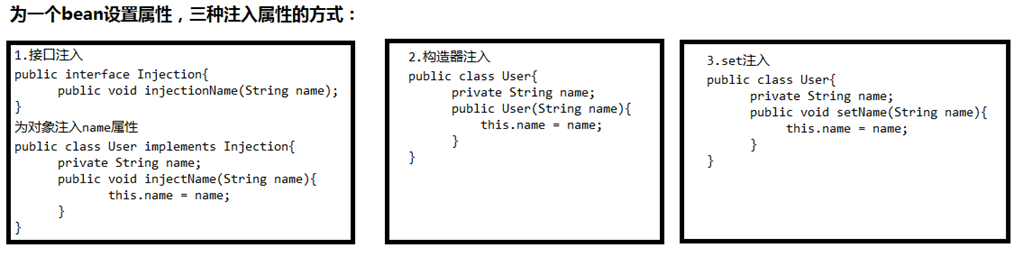 为一个bean设置属性，三种注入属性的方式：
1.接口注入
public interface Injection{
public void injectionName(String name);
}
为对象注入name属性
public class User implements Injection{
private String name;
public void injectName(String name){
this.name = name;
}
}
2.构造器注入
public class User{
private String name;
public User(String name){
this.name = name;
}
}
3.set注入
public class User{
private String name;
public void setName(String name){
this.name = name;
}
}